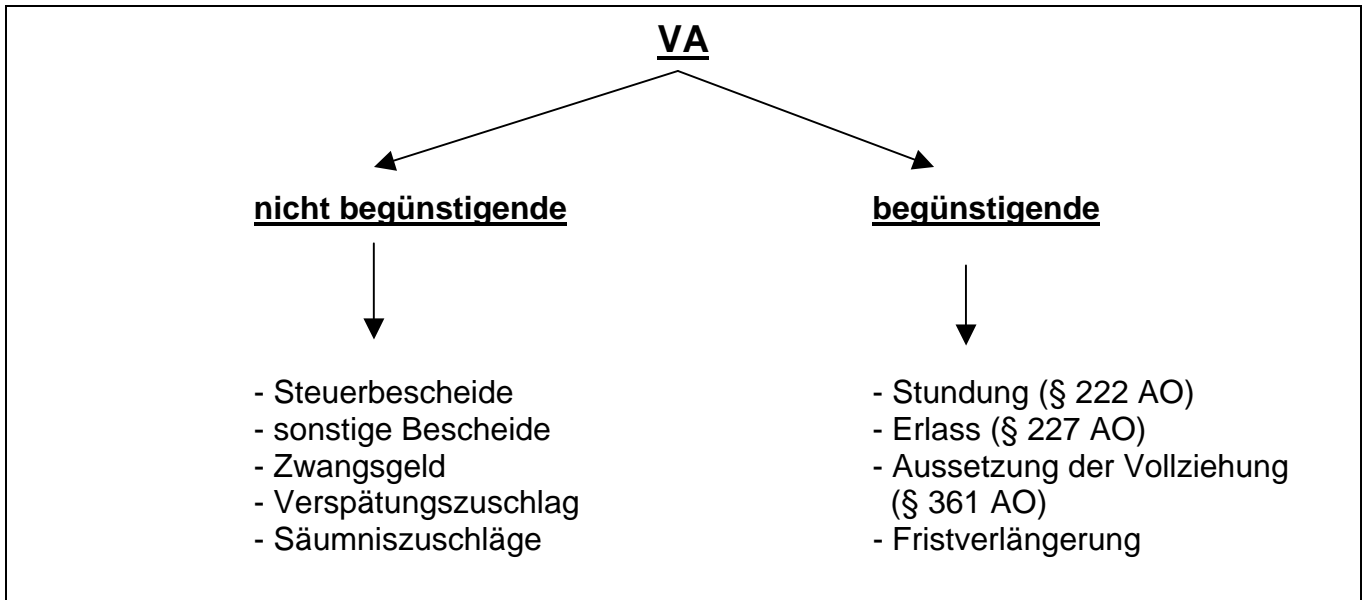 VA
nicht begünstigende
begünstigende
- Steuerbescheide
- sonstige Bescheide
- Zwangsgeld
- Verspätungszuschlag
- Säumniszuschläge
- Stundung (§ 222 AO)
- Erlass (§ 227 AO)
- Aussetzung der Vollziehung
(§ 361 AO)
- Fristverlängerung